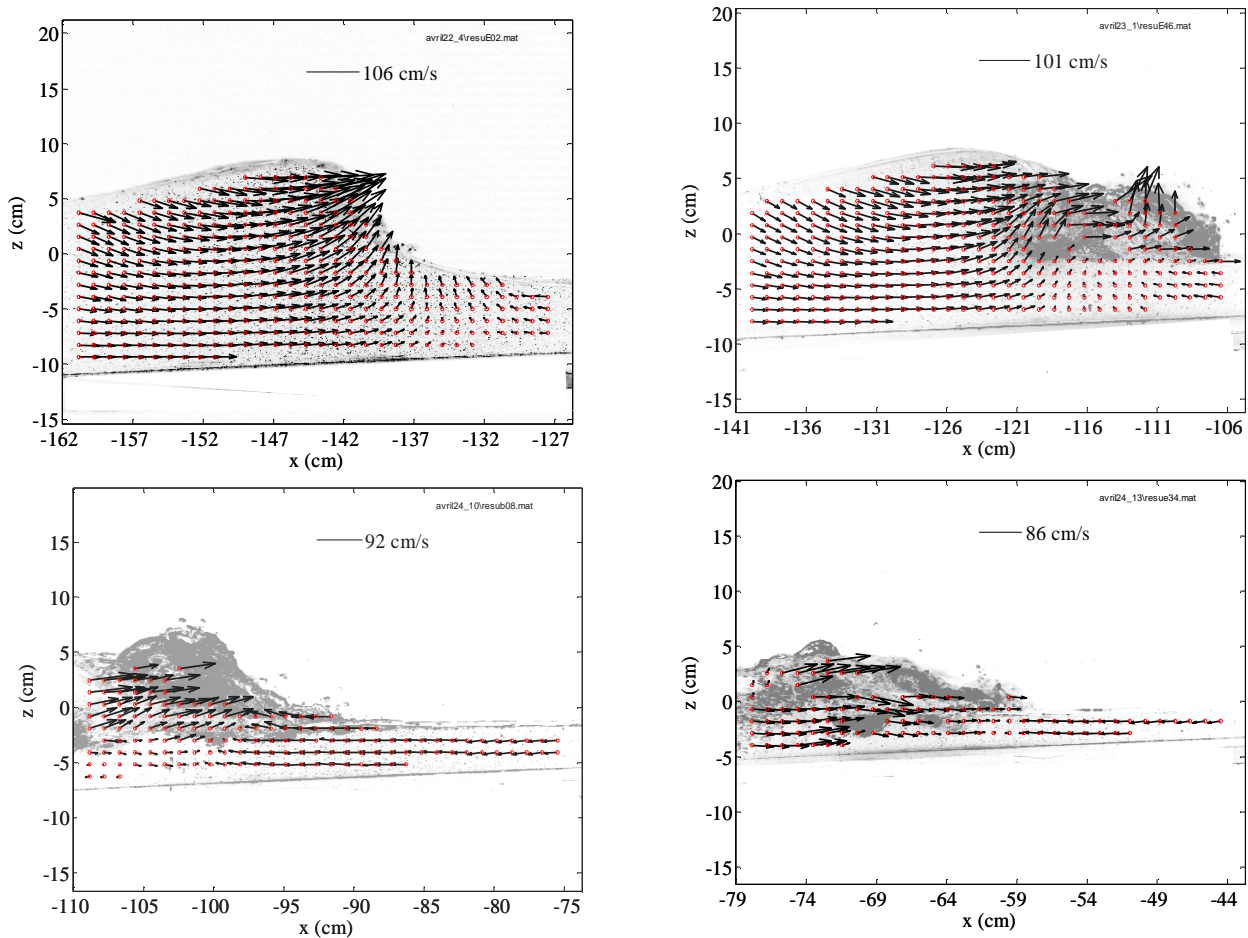 avril22_4\resuE02.mat
106 cm/s
20
15
10
5
0
-5
-10
-15
z (cm)
-162 -157 -152 -147 -142 -137 -132 -127
x (cm)
avril23_1\resuE46.mat
101 cm/s
20
15
10
5
0
-5
-10
-15
z (cm)
-141 -136 -131 -126 -121 -116 -111 -106
x (cm)
avril24_10\resub08.mat
92 cm/s
15
10
5
0
-5
-10
-15
z (cm)
-110 -105 -100 -95 -90 -85 -80 -75
x (cm)
avril24_13\resue34.mat
86 cm/s
20
15
10
5
0
-5
-10
-15
z (cm)
-79 -74 -69 -64 -59 -54 -49 -44
x (cm)